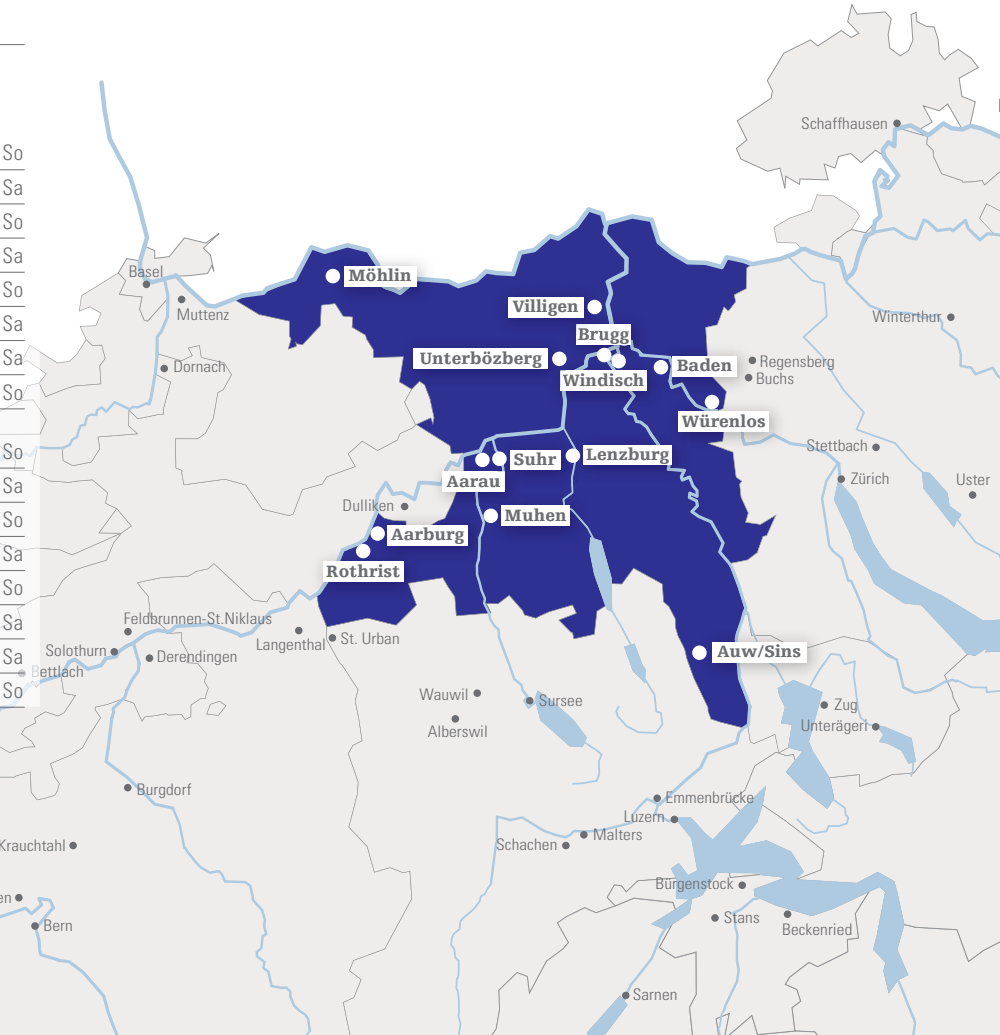 So
Sa
So
Sa
So
Sa
Sa
So
So
Sa
So
Sa
So
Sa
Sa
So
Schaffhausen
Basel
Möhlin
Muttenz
Villigen
Winterthur
Brugg
Unterbözberg
Baden
Regensberg
Dornach
Windisch
Buchs
Würenlos
Stettbach
Suhr
Lenzburg
Aarau
Zürich
Uster
Dulliken
Muhen
Aarburg
Rothrist
Feldbrunnen-St.Niklaus
Langenthal
St. Urban
Solothurn
Derendingen
Auw/Sins
Bettlach
Wauwil
Sursee
Zug
Alberswil
Unterägeri
Burgdorf
Emmenbrücke
Luzern
Malters
Schachen
Krauchtahl
Bürgenstock
en
Stans
Bern
Beckenried
Sarnen